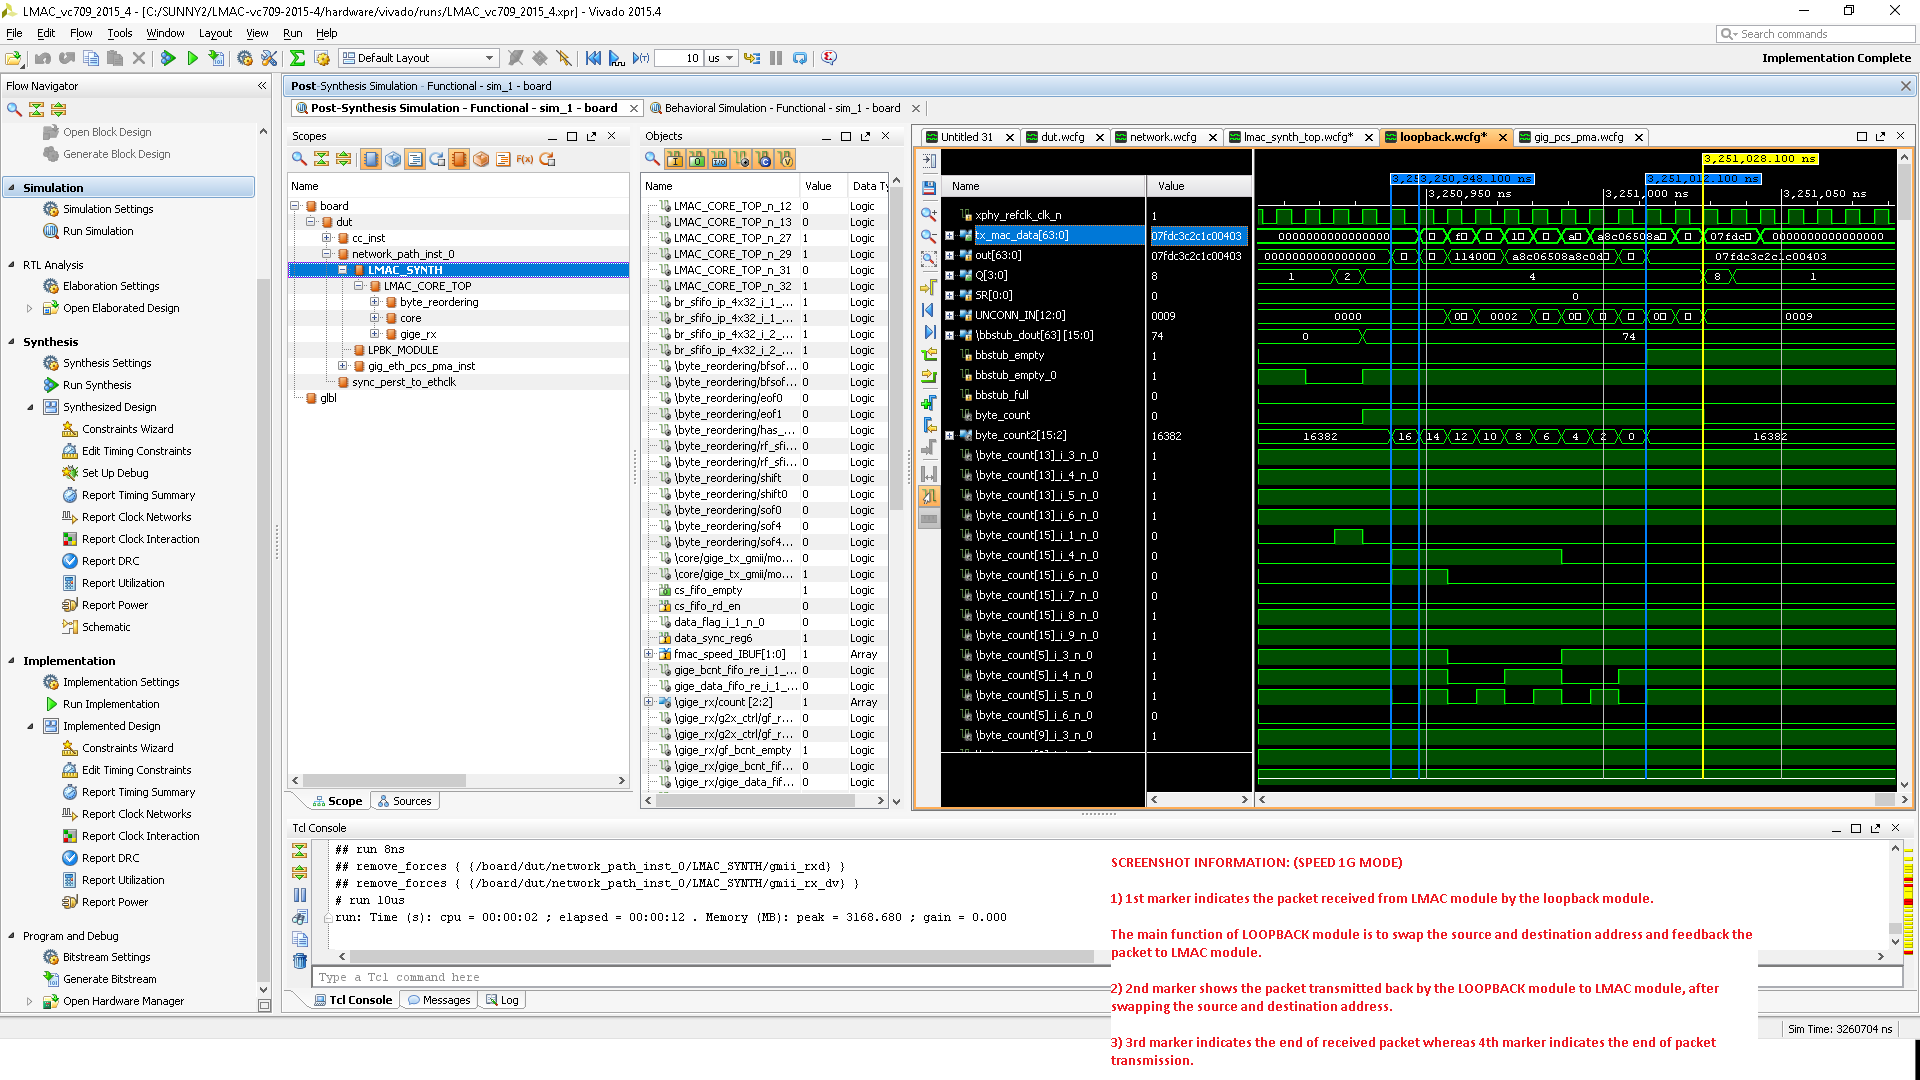 LMAC_vc709_2015_4 - [C:/SUNNY2/LMAC-vc709-2015-4/hardware/vivado/runs/LMAC_vc709_2015_4.xpr] - Vivado 2015.4
File Edit Flow Tools Window Layout View Run Help
Search commands
Default Layout
10 us
Implementation Complete
Flow Navigator
Open Block Design
Generate Block Design
Simulation
Simulation Settings
Run Simulation
RTL Analysis
Elaboration Settings
Open Elaborated Design
Synthesis
Synthesis Settings
Run Synthesis
Synthesized Design
Constraints Wizard
Edit Timing Constraints
Set Up Debug
Report Timing Summary
Report Clock Networks
Report Clock Interaction
Report DRC
Report Utilization
Report Power
Schematic
Implementation
Implementation Settings
Run Implementation
Implemented Design
Constraints Wizard
Edit Timing Constraints
Report Timing Summary
Report Clock Networks
Report Clock Interaction
Report DRC
Report Utilization
Report Power
Program and Debug
Bitstream Settings
Generate Bitstream
Open Hardware Manager
Post-Synthesis Simulation - Functional - sim_1 - board
Post-Synthesis Simulation - Functional - sim_1 - board
Behavioral Simulation - Functional - sim_1 - board
Scopes
Name
board
dut
cc_inst
network_path_inst_0
LMAC_SYNTH
LMAC_CORE_TOP
byte_reordering
core
gige_rx
LPBK_MODULE
gig_eth_pcs_pma_inst
sync_perst_to_ethclk
glbl
Scope Sources
Objects
Name Value Data Ty
LMAC_CORE_TOP_n_12 0 Logic
LMAC_CORE_TOP_n_13 0 Logic
LMAC_CORE_TOP_n_27 0 Logic
LMAC_CORE_TOP_n_29 0 Logic
LMAC_CORE_TOP_n_31 0 Logic
LMAC_CORE_TOP_n_32 0 Logic
br_sfifo_ip_4x32_i_1_... 0 Logic
br_sfifo_ip_4x32_i_1_... 0 Logic
br_sfifo_ip_4x32_i_2_... 1 Logic
br_sfifo_ip_4x32_i_2_... 1 Logic
\byte_reordering/bfsof... 0 Logic
\byte_reordering/bfsof... 0 Logic
\byte_reordering/eof0 0 Logic
\byte_reordering/eof1 0 Logic
\byte_reordering/has_... 0 Logic
\byte_reordering/rf_sfi... 0 Logic
\byte_reordering/rf_sfi... 1 Logic
\byte_reordering/shift 0 Logic
\byte_reordering/shift0 0 Logic
\byte_reordering/sof0 0 Logic
\byte_reordering/sof4 0 Logic
\byte_reordering/sof4... 0 Logic
\core/gige_tx_gmii/mo... 0 Logic
\core/gige_tx_gmii/mo... 1 Logic
cs_fifo_empty 1 Logic
cs_fifo_rd_en 0 Logic
data_flag_i_1_n_0 0 Logic
data_sync_reg6 1 Logic
fmac_speed_IBUF[1:0] 1 Array
gige_bcnt_fifo_re_i_1_... 0 Logic
gige_data_fifo_re_i_1_... 0 Logic
\gige_rx/count [2:2] 1 Array
\gige_rx/g2x_ctrl/gf_r... 0 Logic
\gige_rx/g2x_ctrl/gf_r... 0 Logic
\gige_rx/gf_bcnt_empty 1 Logic
\gige_rx/gige_bcnt_fif... 0 Logic
\gige_rx/gige_data_fif... 0 Logic
Untitled 31 dut.wcfg network.wcfg lmac_synth_top.wcfg* loopback.wcfg* gig_pcs_pma.wcfg
3,251,028.100 ns
3,250,948.100 ns
3,250,950 ns 3,251,000 ns 3,251,050 ns
Name Value
xphy_refclk_clk_n 1
tx_mac_data[63:0] 07fdc3c2c1c00403 0000000000000000 0000000000000000
out[63:0] 07fdc3c2c1c00403 0000000000000000 07fdc3c2c1c00403
Q[3:0] 8 1 2 4 8 1
SR[0:0] 0 0
UNCONN_IN[12:0] 0009 0000 0002 0009
\bbstub_dout[63] [15:0] 74 0 74
bbstub_empty 1
bbstub_empty_0 1
bbstub_full 0
byte_count 0
byte_count2[15:2] 16382 16382 16 14 12 10 8 6 4 2 0 16382
\byte_count[13]_i_3_n_0 1
\byte_count[13]_i_4_n_0 1
\byte_count[13]_i_5_n_0 1
\byte_count[13]_i_6_n_0 1
\byte_count[15]_i_1_n_0 0
\byte_count[15]_i_4_n_0 0
\byte_count[15]_i_6_n_0 0
\byte_count[15]_i_7_n_0 0
\byte_count[15]_i_8_n_0 1
\byte_count[15]_i_9_n_0 1
\byte_count[5]_i_3_n_0 1
\byte_count[5]_i_4_n_0 1
\byte_count[5]_i_5_n_0 1
\byte_count[5]_i_6_n_0 0
\byte_count[9]_i_3_n_0 1
Tcl Console
## run 8ns
## remove_forces { {/board/dut/network_path_inst_0/LMAC_SYNTH/gmii_rxd} }
## remove_forces { {/board/dut/network_path_inst_0/LMAC_SYNTH/gmii_rx_dv} }
# run 10us
run: Time (s): cpu = 00:00:02 ; elapsed = 00:00:12 . Memory (MB): peak = 3168.680 ; gain = 0.000
Type a Tcl command here
Tcl Console Messages Log
SCREENSHOT INFORMATION: (SPEED 1G MODE)
1) 1st marker indicates the packet received from LMAC module by the loopback module.
The main function of LOOPBACK module is to swap the source and destination address and feedback the
packet to LMAC module.
2) 2nd marker shows the packet transmitted back by the LOOPBACK module to LMAC module, after
swapping the source and destination address.
3) 3rd marker indicates the end of received packet whereas 4th marker indicates the end of packet
transmission.
Sim Time: 3260704 ns